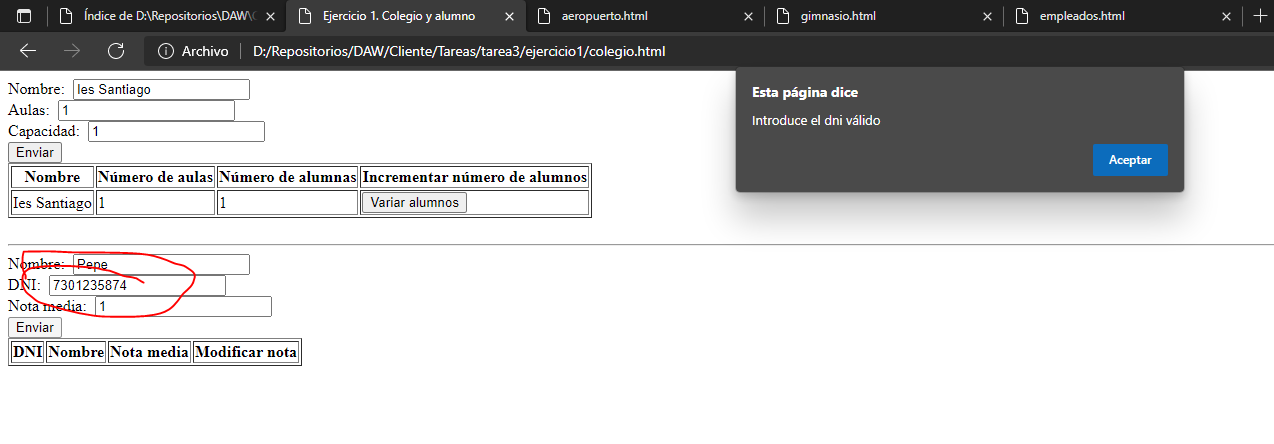 Índice de D:\Repositorios\DAW\
Ejercicio 1. Colegio y alumno
aeropuerto.html
gimnasio.html
empleados.html
Archivo
D:/Repositorios/DAW/Cliente/Tareas/tarea3/ejercicio1/colegio.html
Esta página dice
Introduce el dni válido
Aceptar
Nombre: Ies Santiago
Aulas: 1
Capacidad: 1
Enviar
Nombre Número de aulas Número de alumnas Incrementar número de alumnos
Ies Santiago 1 1 Variar alumnos
Nombre: Pepe
DNI: 7301235874
Nota media: 1
Enviar
DNI Nombre Nota media Modificar nota